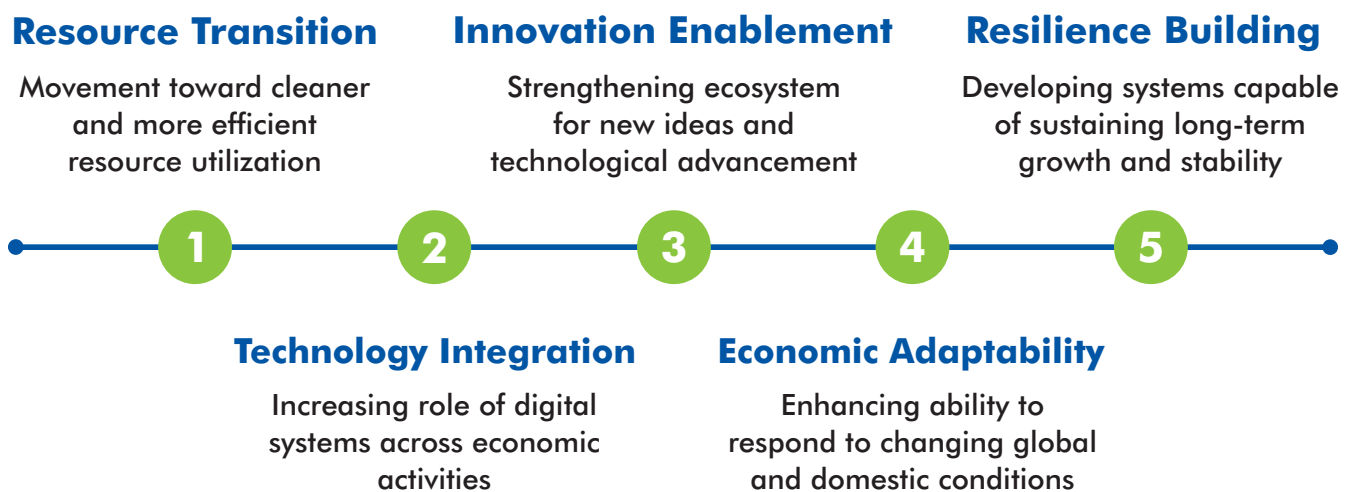 Resource Transition
Movement toward cleaner
and more efficient
resource utilization
Innovation Enablement
Strengthening ecosystem
for new ideas and
technological advancement
Resilience Building
Developing systems capable
of sustaining long-term
growth and stability
1
2
3
4
5
Technology Integration
Increasing role of digital
systems across economic
activities
Economic Adaptability
Enhancing ability to
respond to changing global
and domestic conditions